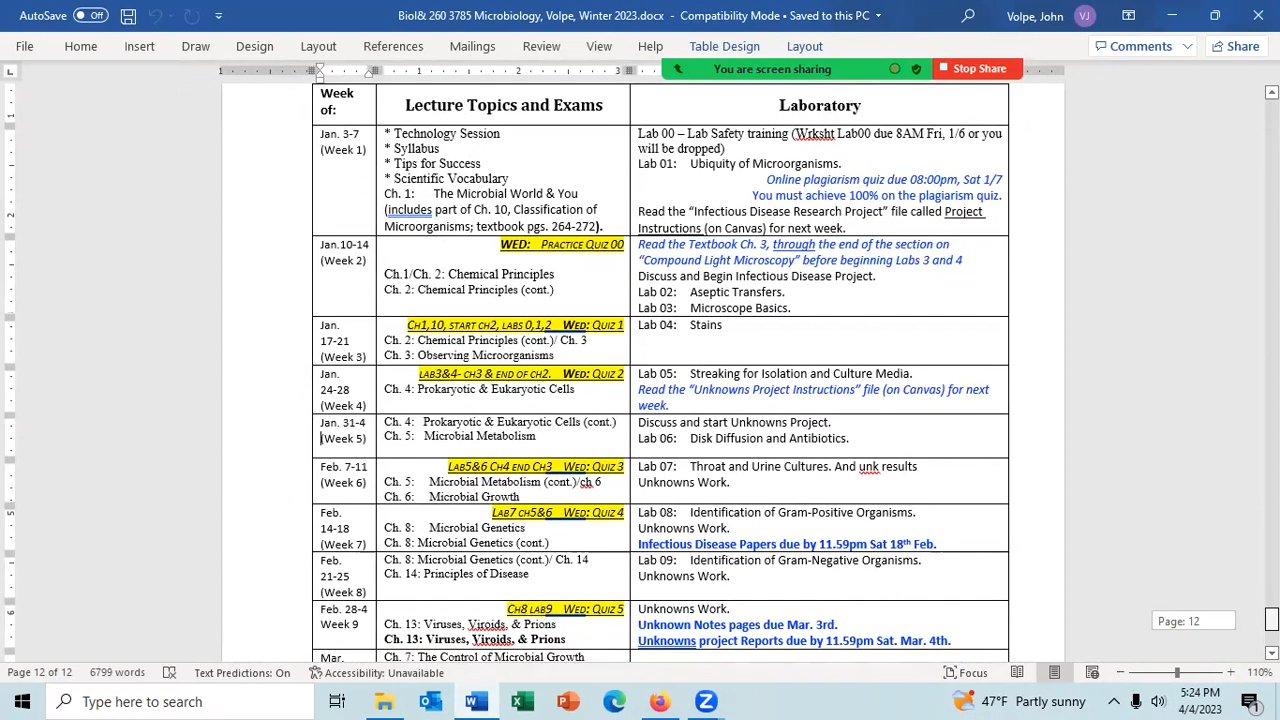 AutoSave Off
Biol& 260 3785 Microbiology, Volpe, Winter 2023.docx - Compatibility Mode • Saved to this PC
Volpe, John VJ
File Home Insert Draw Design Layout References Mailings Review View Help Table Design Layout Comments Share
You are screen sharing Stop Share
Week of:
Lecture Topics and Exams
Laboratory
Jan. 3-7
(Week 1)
* Technology Session
* Syllabus
* Tips for Success
* Scientific Vocabulary
Ch. 1: The Microbial World & You
(includes part of Ch. 10, Classification of
Microorganisms; textbook pgs. 264-272).
Lab 00 – Lab Safety training (Wrksht Lab00 due 8AM Fri, 1/6 or you
will be dropped)
Lab 01: Ubiquity of Microorganisms.
Online plagiarism quiz due 08:00pm, Sat 1/7
You must achieve 100% on the plagiarism quiz.
Read the “Infectious Disease Research Project” file called Project
Instructions (on Canvas) for next week.
Jan.10-14
(Week 2)
WED: PRACTICE QUIZ 00
Ch.1/Ch. 2: Chemical Principles
Ch. 2: Chemical Principles (cont.)
Read the Textbook Ch. 3, through the end of the section on
“Compound Light Microscopy” before beginning Labs 3 and 4
Discuss and Begin Infectious Disease Project.
Lab 02: Aseptic Transfers.
Lab 03: Microscope Basics.
Jan.
17-21
(Week 3)
CH1,10, START CH2, LABS 0,1,2 WED: QUIZ 1
Ch. 2: Chemical Principles (cont.)/ Ch. 3
Ch. 3: Observing Microorganisms
Lab 04: Stains
Jan.
24-28
(Week 4)
LAB3&4- CH3 & END OF CH2. WED: QUIZ 2
Ch. 4: Prokaryotic & Eukaryotic Cells
Lab 05: Streaking for Isolation and Culture Media.
Read the “Unknowns Project Instructions” file (on Canvas) for next
week.
Jan. 31-4
(Week 5)
Ch. 4: Prokaryotic & Eukaryotic Cells (cont.)
Ch. 5: Microbial Metabolism
Discuss and start Unknowns Project.
Lab 06: Disk Diffusion and Antibiotics.
Feb. 7-11
(Week 6)
LAB5&6 CH4 END CH3 WED: QUIZ 3
Ch. 5: Microbial Metabolism (cont.)/ch 6
Ch. 6: Microbial Growth
Lab 07: Throat and Urine Cultures. And unk results
Unknowns Work.
Feb.
14-18
(Week 7)
LAB7 CH5&6 WED: QUIZ 4
Ch. 8: Microbial Genetics
Ch. 8: Microbial Genetics (cont.)
Lab 08: Identification of Gram-Positive Organisms.
Unknowns Work.
Infectious Disease Papers due by 11.59pm Sat 18th Feb.
Feb.
21-25
(Week 8)
Ch. 8: Microbial Genetics (cont.)/ Ch. 14
Ch. 14: Principles of Disease
Lab 09: Identification of Gram-Negative Organisms.
Unknowns Work.
Feb. 28-4
Week 9
CH8 LAB9 WED: QUIZ 5
Ch. 13: Viruses, Viroids, & Prions
Ch. 13: Viruses, Viroids, & Prions
Unknowns Work.
Unknown Notes pages due Mar. 3rd.
Unknowns project Reports due by 11.59pm Sat. Mar. 4th.
Mar.
Ch. 7: The Control of Microbial Growth
Page: 12
Page 12 of 12 6799 words Text Predictions: On Accessibility: Unavailable Focus 110%
Type here to search
47°F
5:24 PM
4/4/2023